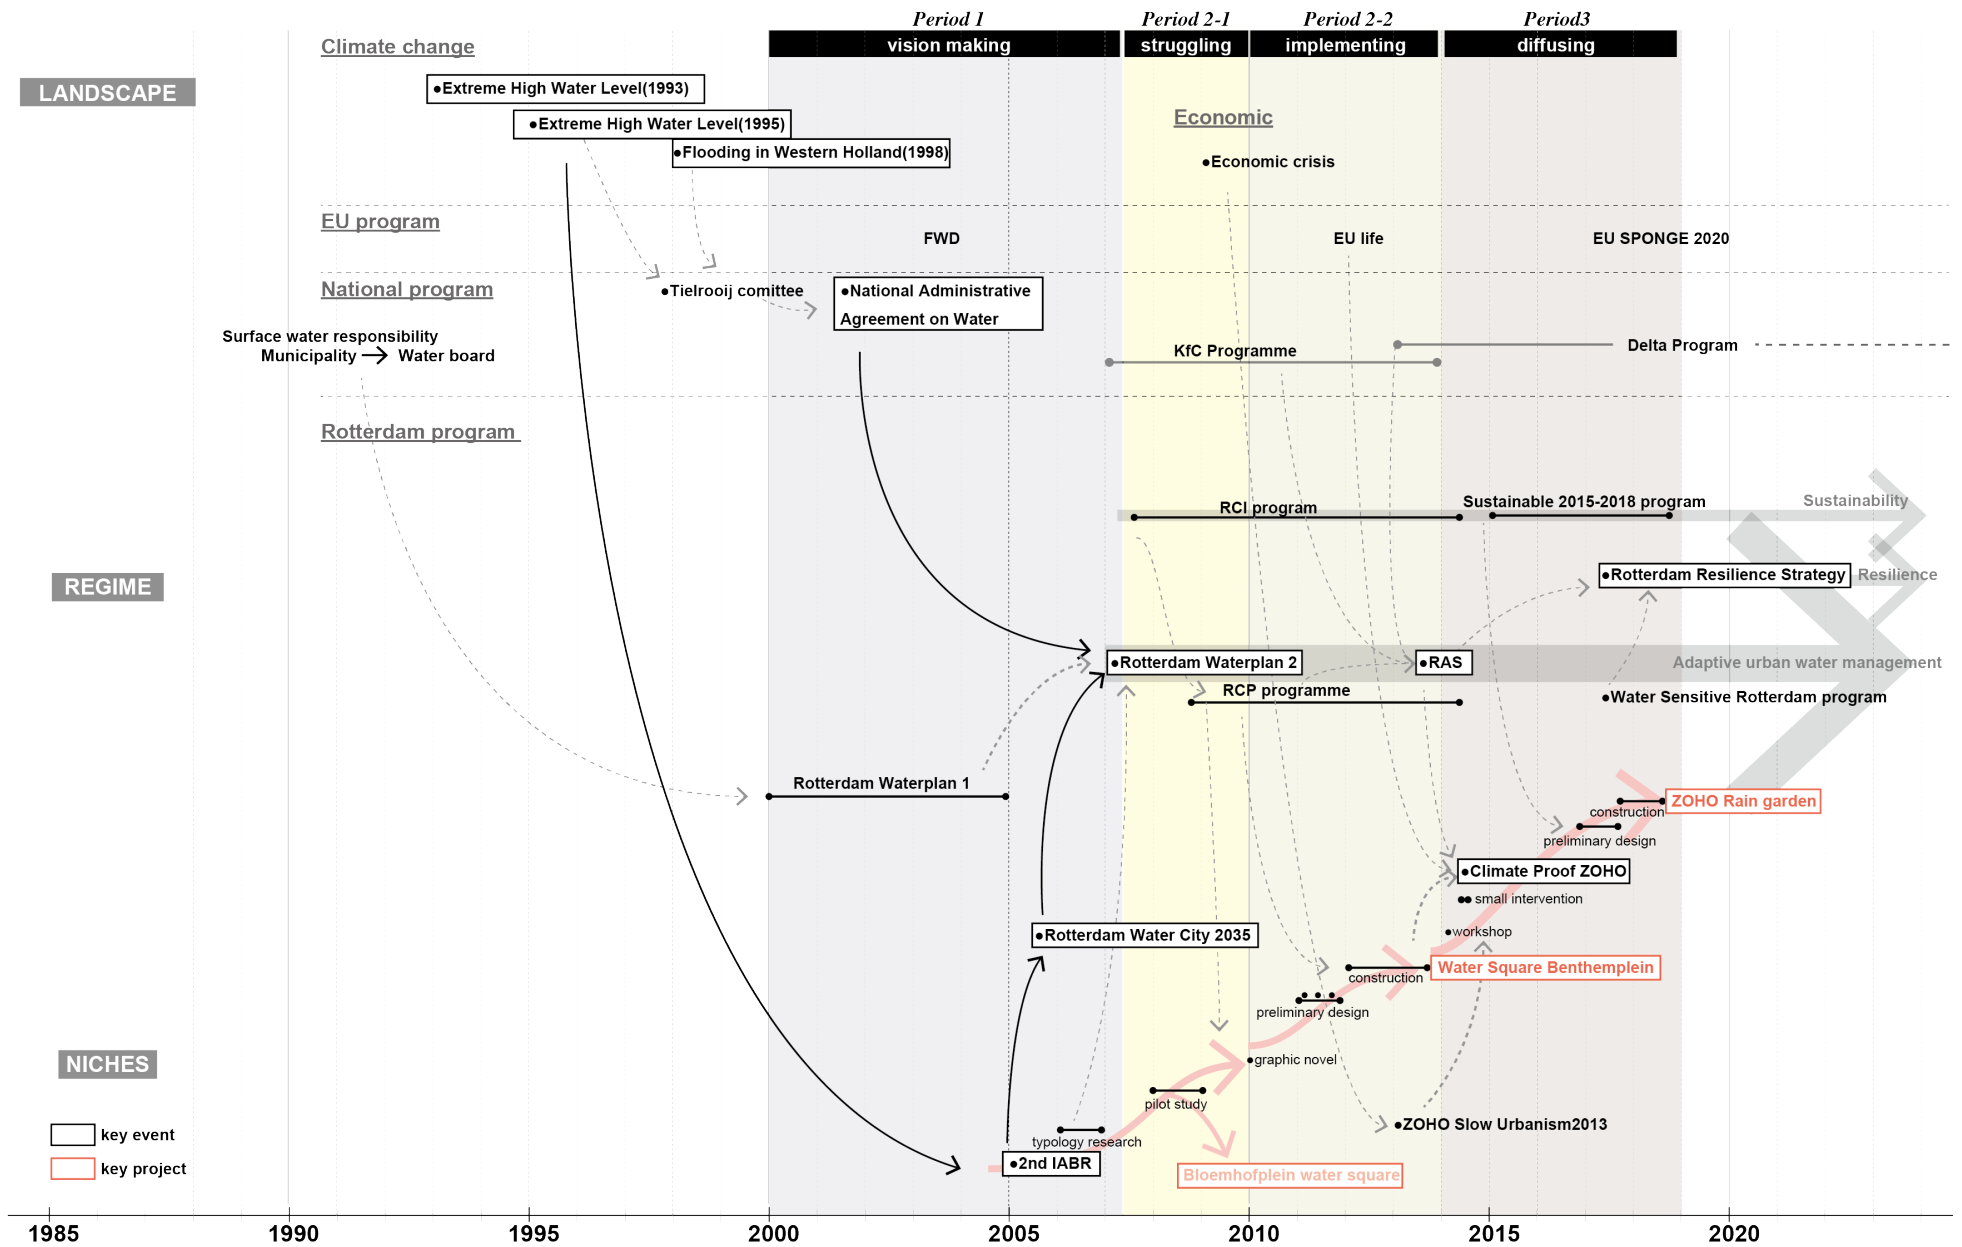 Period 1
Period 2-1
Period 2-2
Period3
vision making
struggling
implementing
diffusing
Climate change
LANDSCAPE
•Extreme High Water Level(1993)
•Extreme High Water Level(1995)
•Flooding in Western Holland(1998)
Economic
•Economic crisis
EU program
FWD
EU life
EU SPONGE 2020
National program
•Tielrooij comittee
•National Administrative
Agreement on Water
Surface water responsibility
Municipality → Water board
KfC Programme
Delta Program
Rotterdam program
RCI program
Sustainable 2015-2018 program
Sustainability
REGIME
•Rotterdam Resilience Strategy
Resilience
•Rotterdam Waterplan 2
•RAS
Adaptive urban water management
RCP programme
•Water Sensitive Rotterdam program
Rotterdam Waterplan 1
ZOHO Rain garden
construction
preliminary design
•Climate Proof ZOHO
small intervention
•Rotterdam Water City 2035
•workshop
Water Square Benthemplein
construction
preliminary design
NICHES
•graphic novel
pilot study
•ZOHO Slow Urbanism2013
typology research
•2nd IABR
Bloemhofplein water square
key event
key project
1985
1990
1995
2000
2005
2010
2015
2020